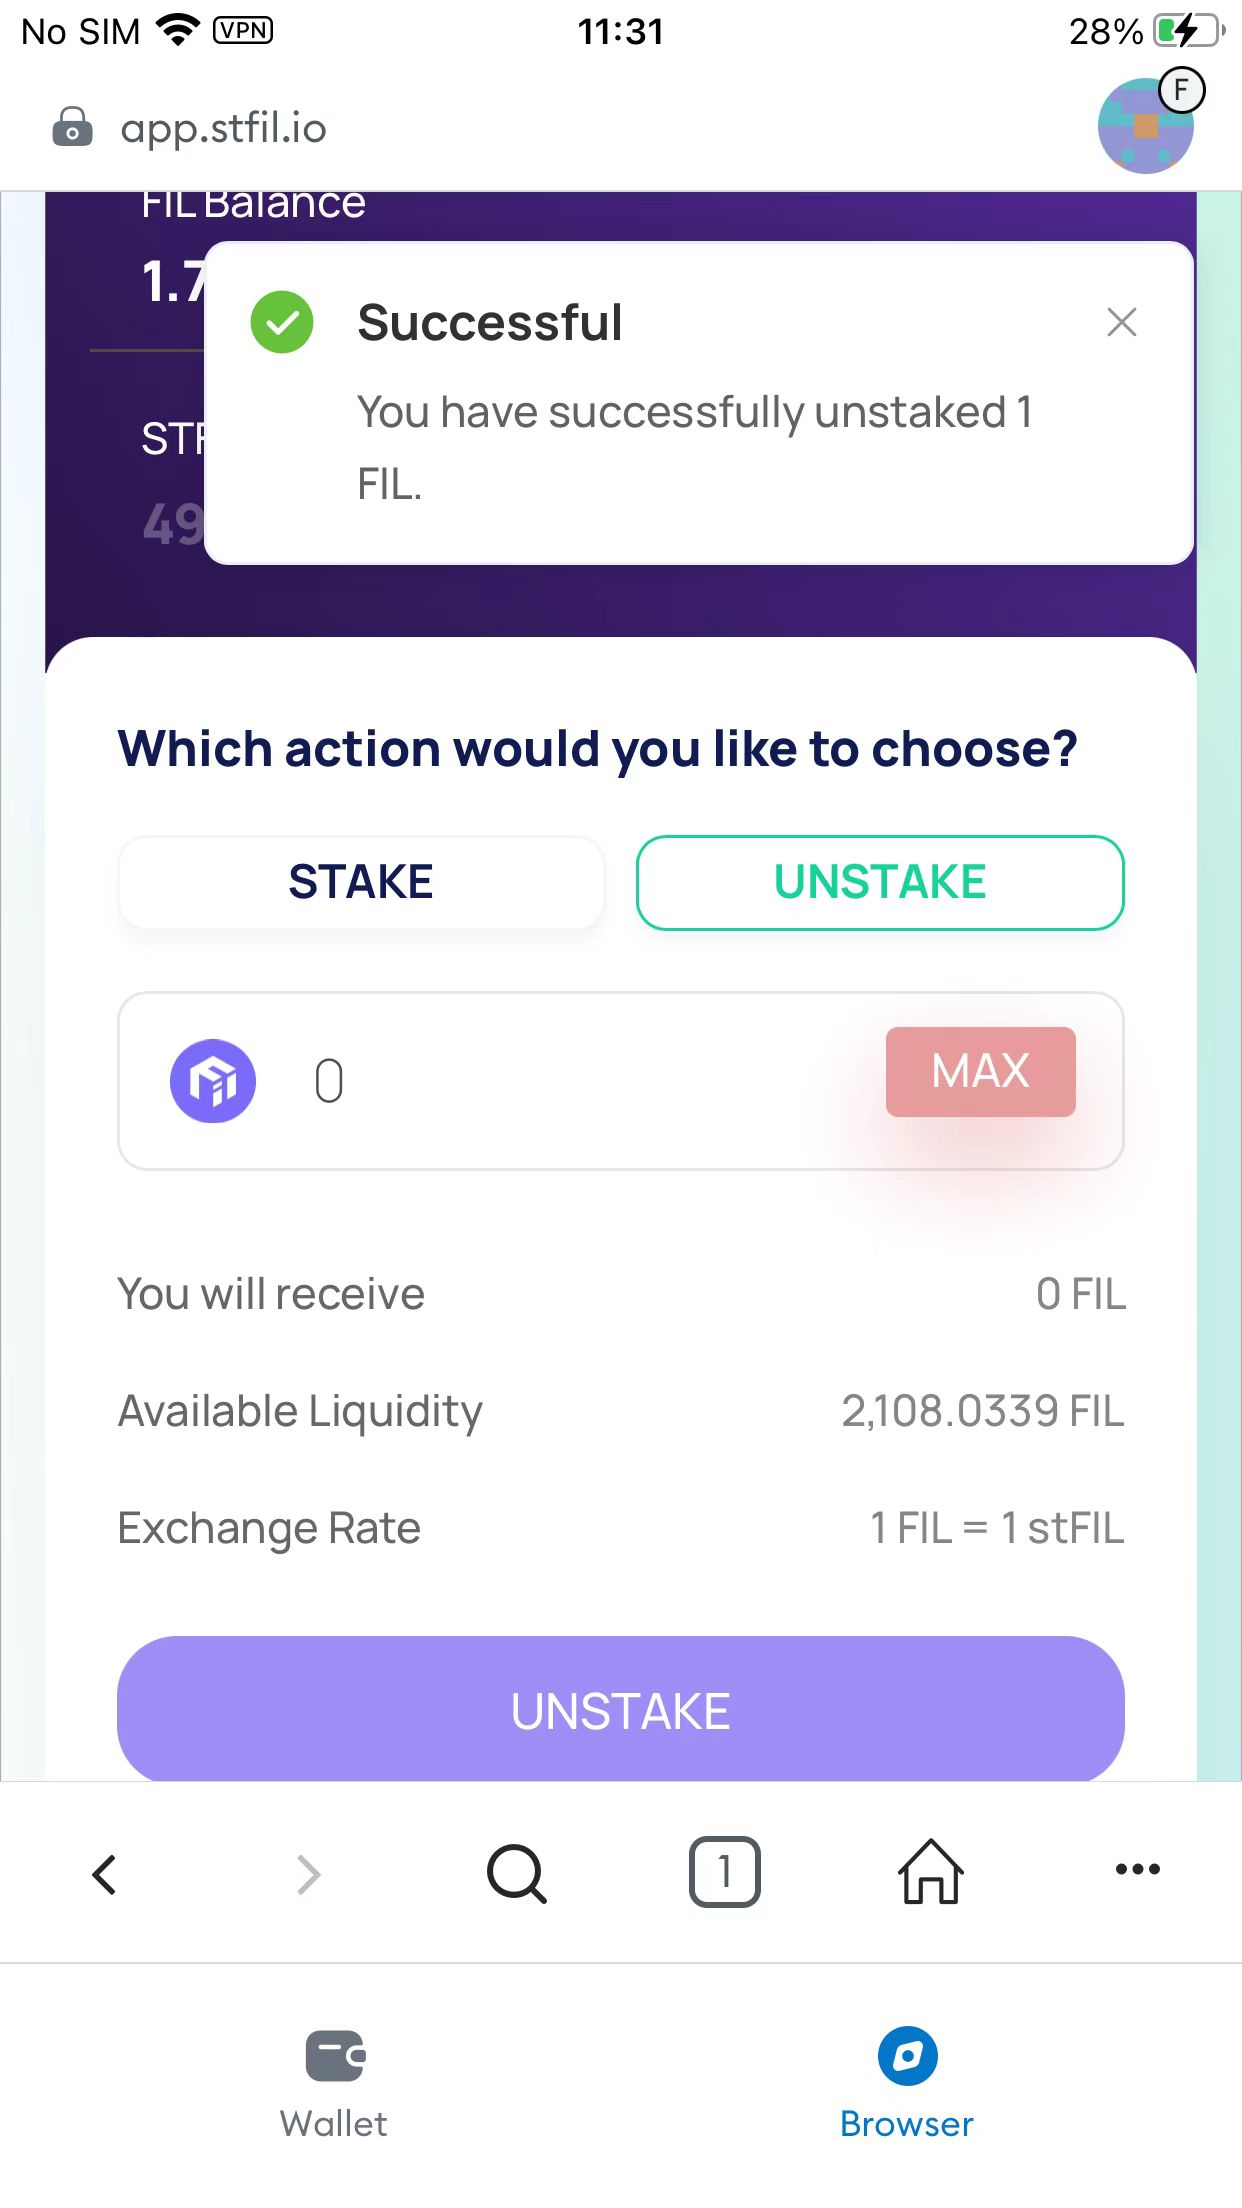 No SIM VPN 11:31 28%
app.stfil.io F
FIL Balance
1.7
Successful
You have successfully unstaked 1
FIL.
49
Which action would you like to choose?
STAKE UNSTAKE
0 MAX
You will receive 0 FIL
Available Liquidity 2,108.0339 FIL
Exchange Rate 1 FIL = 1 stFIL
UNSTAKE
1
Wallet Browser